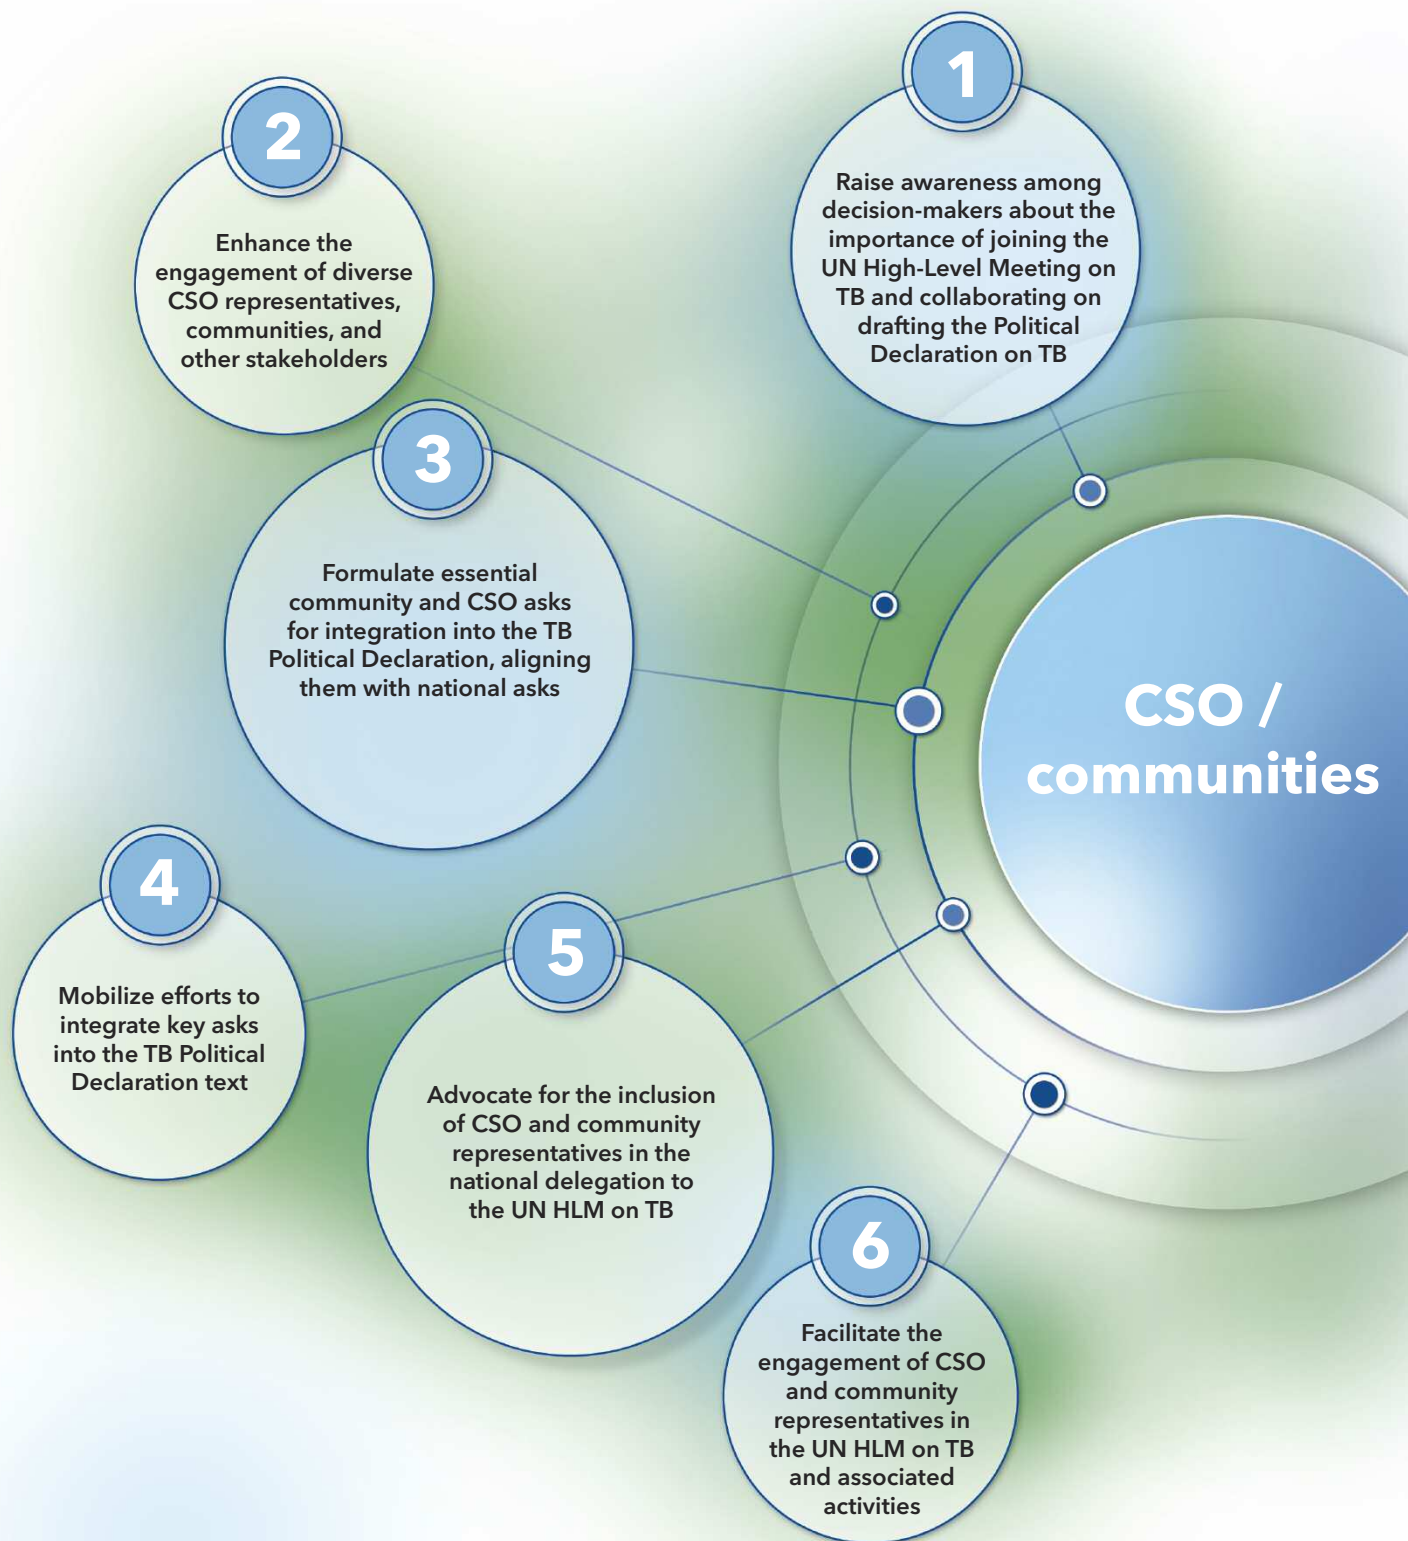 1
Raise awareness among
decision-makers about the
importance of joining the
UN High-Level Meeting on
TB and collaborating on
drafting the Political
Declaration on TB
2
Enhance the
engagement of diverse
CSO representatives,
communities, and
other stakeholders
3
Formulate essential
community and CSO asks
for integration into the TB
Political Declaration, aligning
them with national asks
CSO /
communities
4
Mobilize efforts to
integrate key asks
into the TB Political
Declaration text
5
Advocate for the inclusion
of CSO and community
representatives in the
national delegation to
the UN HLM on TB
6
Facilitate the
engagement of CSO
and community
representatives in
the UN HLM on TB
and associated
activities